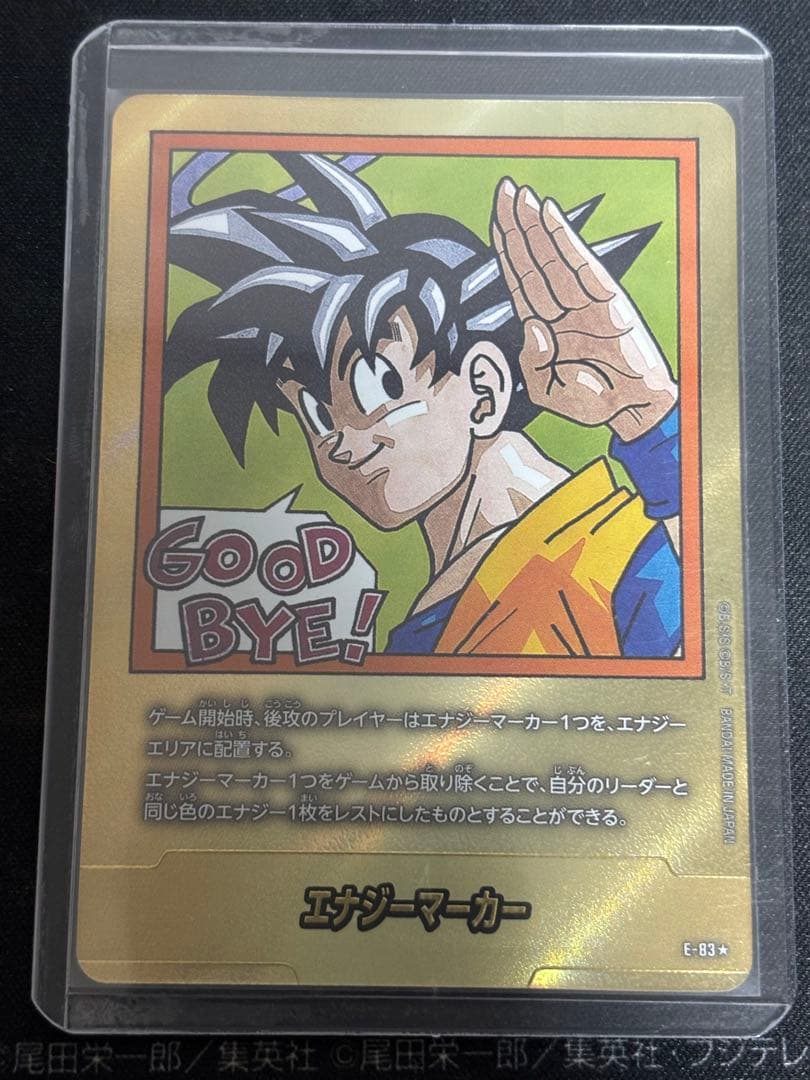 GOOD
BYE!
ゲーム開始時、後攻のプレイヤーはエナジーマーカー1つを、エナジー
エリアに配置する。
エナジーマーカー1つをゲームから取り除くことで、自分のリーダーと
同じ色のエナジー1枚をレストにしたものとすることができる。
BANDAI MADE IN JAPAN
エナジーマーカー
E-83★
©尾田栄一郎／集英社 ©尾田栄一郎／集英社・フジテレ